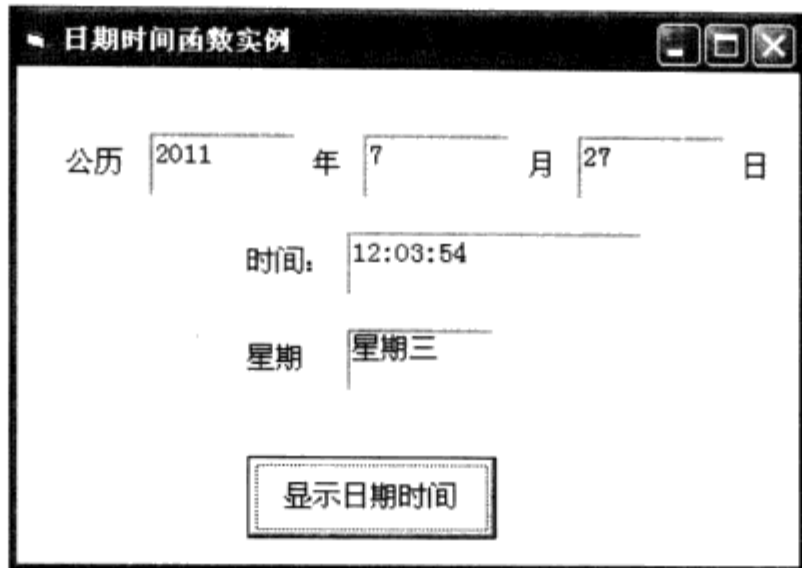 日期时间函数实例
公历 2011 年 7 月 27 日
时间: 12:03:54
星期 星期三
显示日期时间